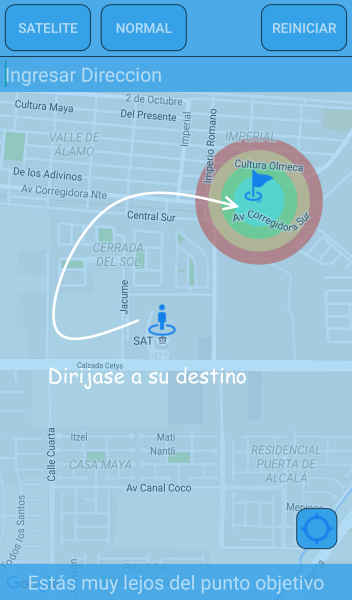 SATELITE NORMAL REINICIAR
Ingresar Direccion
Cultura Maya
2 de Octubre
Del Presente
Imperial
Imperio Romano
IMPERIAL
VALLE DE
ÁLAMO
Cultura Olmeca
De los Adivinos
Av Corregidora Nte
Central Sur
Av Corregidora Sur
CERRADA
DEL SOL
Jacume
SAT
Calzada Cetys
Dirijase a su destino
Calle Cuarta
Itzel
Mati
Nantli
CASA MAYA
RESIDENCIAL
PUERTA DE
ALCALÁ
Av Canal Coco
Todos los Santos
Estás muy lejos del punto objetivo